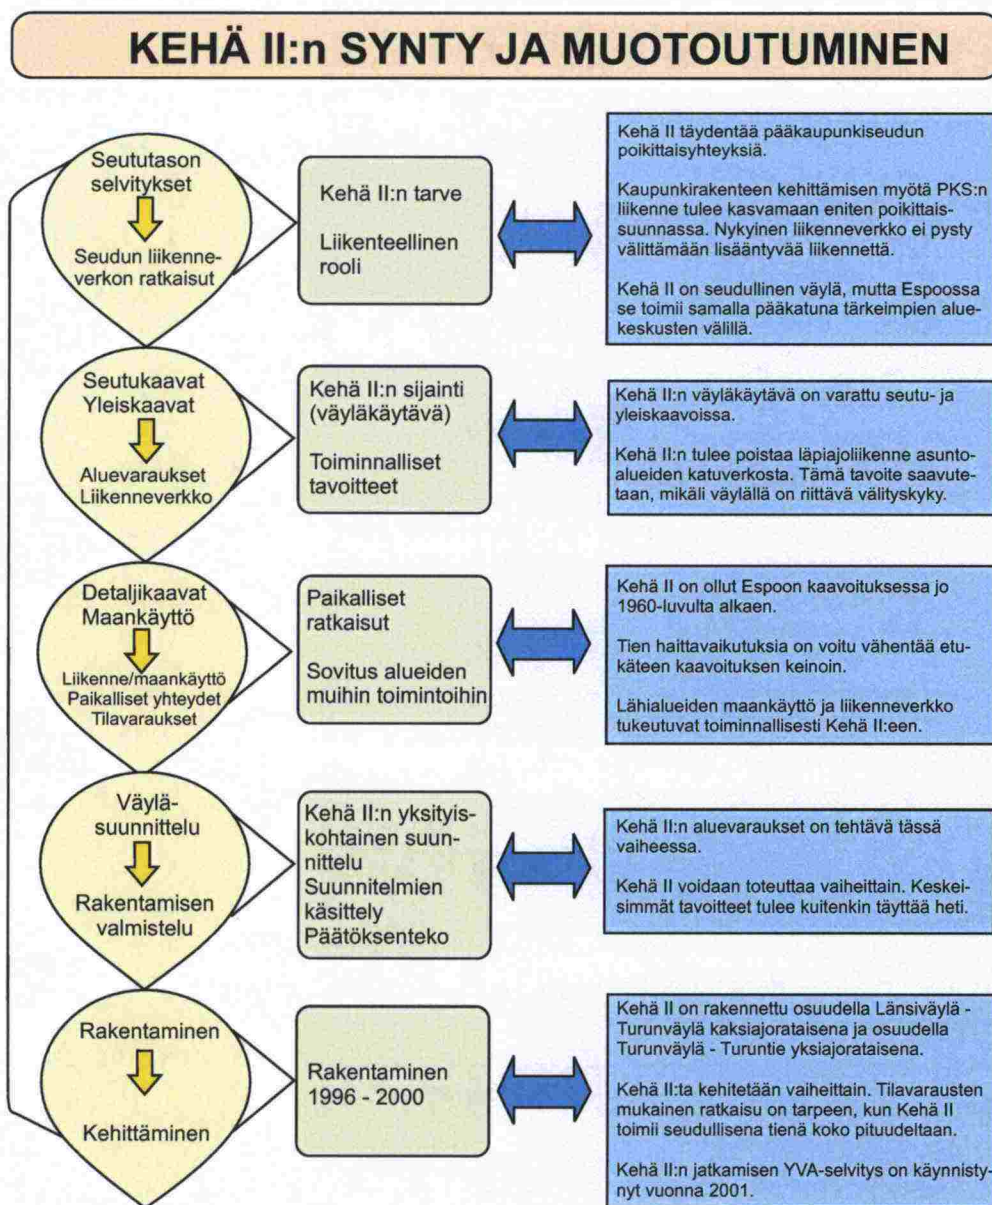 KEHÄ II:n SYNTY JA MUOTOUTUMINEN
Seututason
selvitykset
Seudun liikenne-
verkon ratkaisut
Kehä II:n tarve
Liikenteellinen
rooli
Kehä II täydentää pääkaupunkiseudun
poikittaisyhteyksiä.
Kaupunkirakenteen kehittämisen myötä PKS:n
liikenne tulee kasvamaan eniten poikittais-
suunnassa. Nykyinen liikenneverkko ei pysty
välittämään lisääntyvää liikennettä.
Kehä II on seudullinen väylä, mutta Espoossa
se toimii samalla pääkatuna tärkeimpien alue-
keskusten välillä.
Seutukaavat
Yleiskaavat
Aluevaraukset
Liikenneverkko
Kehä II:n sijainti
(väyläkäytävä)
Toiminnalliset
tavoitteet
Kehä II:n väyläkäytävä on varattu seutu- ja
yleiskaavoissa.
Kehä II:n tulee poistaa läpiajoliikenne asunto-
alueiden katuverkosta. Tämä tavoite saavute-
taan, mikäli väylällä on riittävä välityskyky.
Detaljikaavat
Maankäyttö
Liikenne/maankäyttö
Paikalliset yhteydet
Tilavaraukset
Paikalliset
ratkaisut
Sovitus alueiden
muihin toimintoihin
Kehä II on ollut Espoon kaavoituksessa jo
1960-luvulta alkaen.
Tien haittavaikutuksia on voitu vähentää etu-
käteen kaavoituksen keinoin.
Lähialueiden maankäyttö ja liikenneverkko
tukeutuvat toiminnallisesti Kehä II:een.
Väylä-
suunnittelu
Rakentamisen
valmistelu
Kehä II:n yksityis-
kohtainen suun-
nittelu
Suunnitelmien
käsittely
Päätöksenteko
Kehä II:n aluevaraukset on tehtävä tässä
vaiheessa.
Kehä II voidaan toteuttaa vaiheittain. Keskei-
simmät tavoitteet tulee kuitenkin täyttää heti.
Rakentaminen
Kehittäminen
Rakentaminen
1996 - 2000
Kehä II on rakennettu osuudella Länsiväylä -
Turunväylä kaksiajorataisena ja osuudella
Turunväylä - Turuntie yksiajorataisena.
Kehä II:ta kehitetään vaiheittain. Tilavarausten
mukainen ratkaisu on tarpeen, kun Kehä II
toimii seudullisena tienä koko pituudeltaan.
Kehä II:n jatkamisen YVA-selvitys on käynnisty-
nyt vuonna 2001.